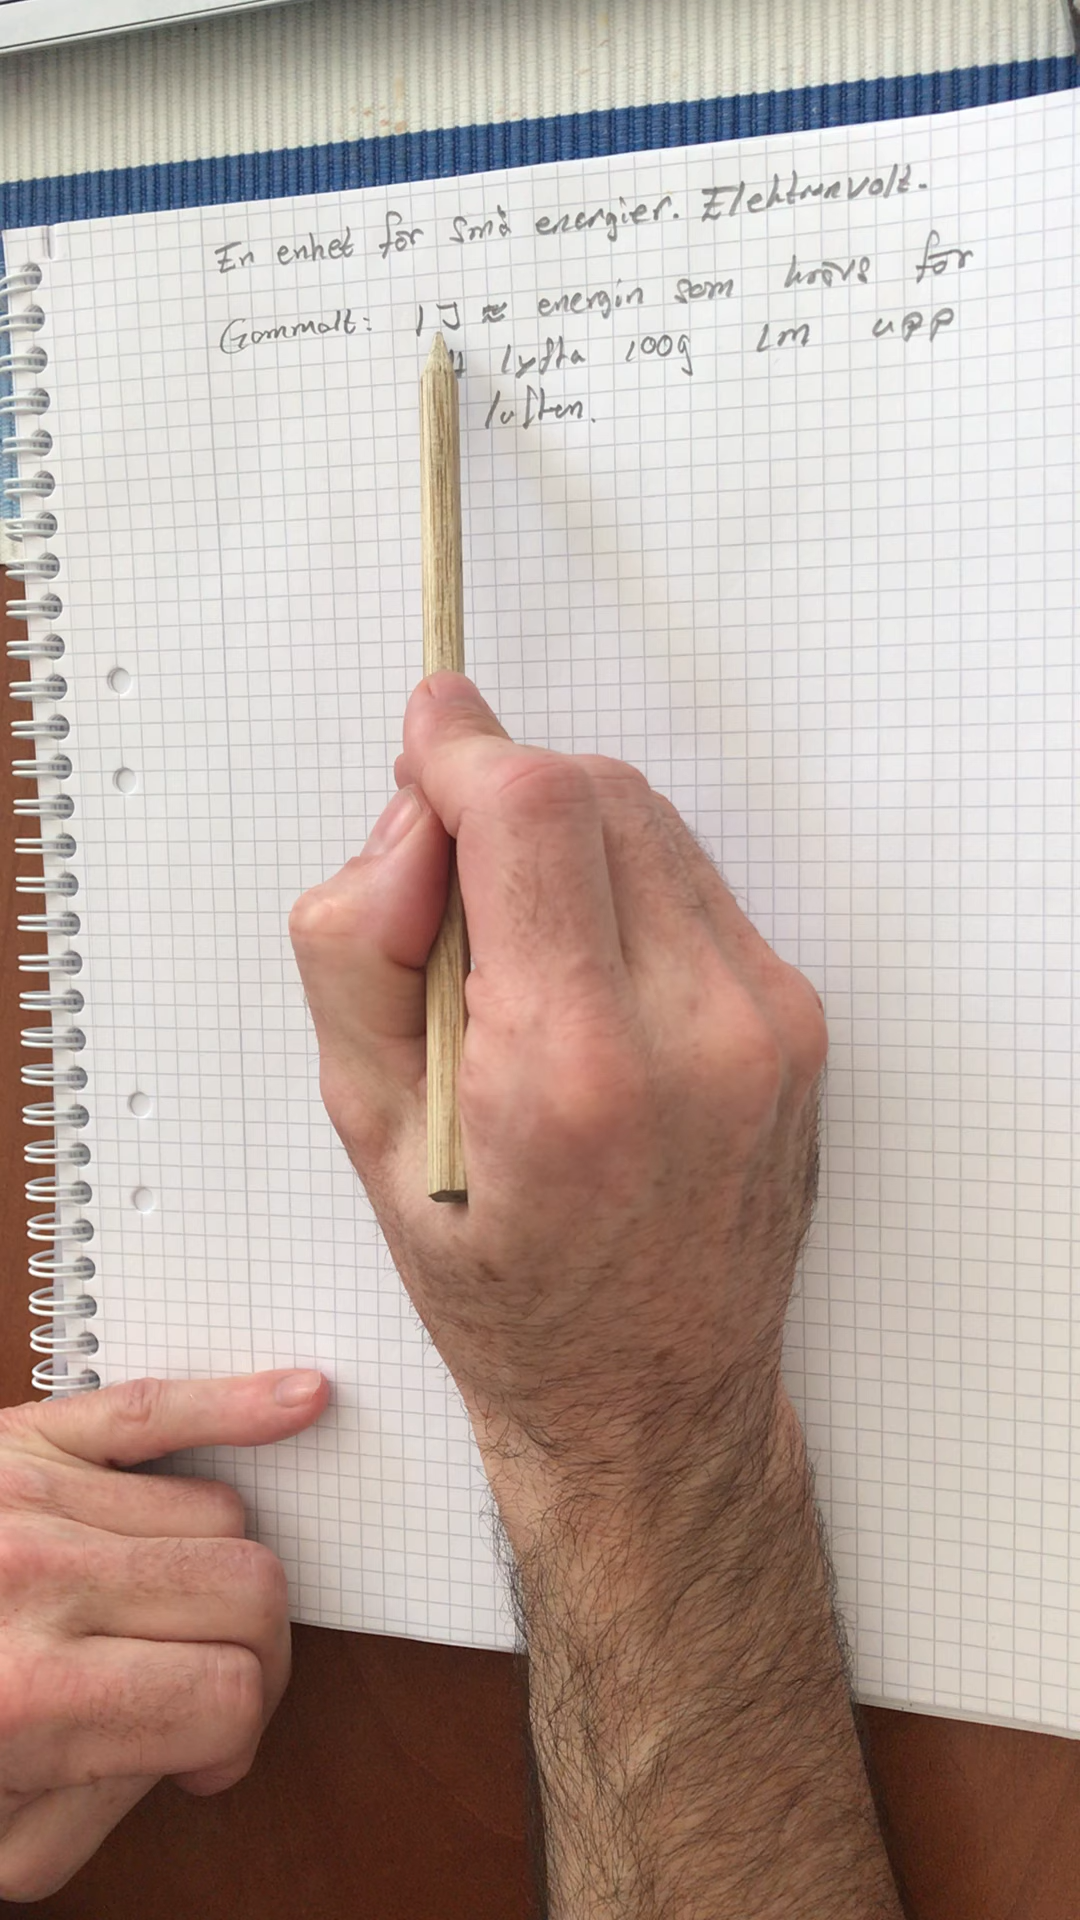 En enhet för små energier. Elektronvolt.
Gammalt: 1 J ≈ energin som krävs för
lyfta 100g 1m upp
luften.